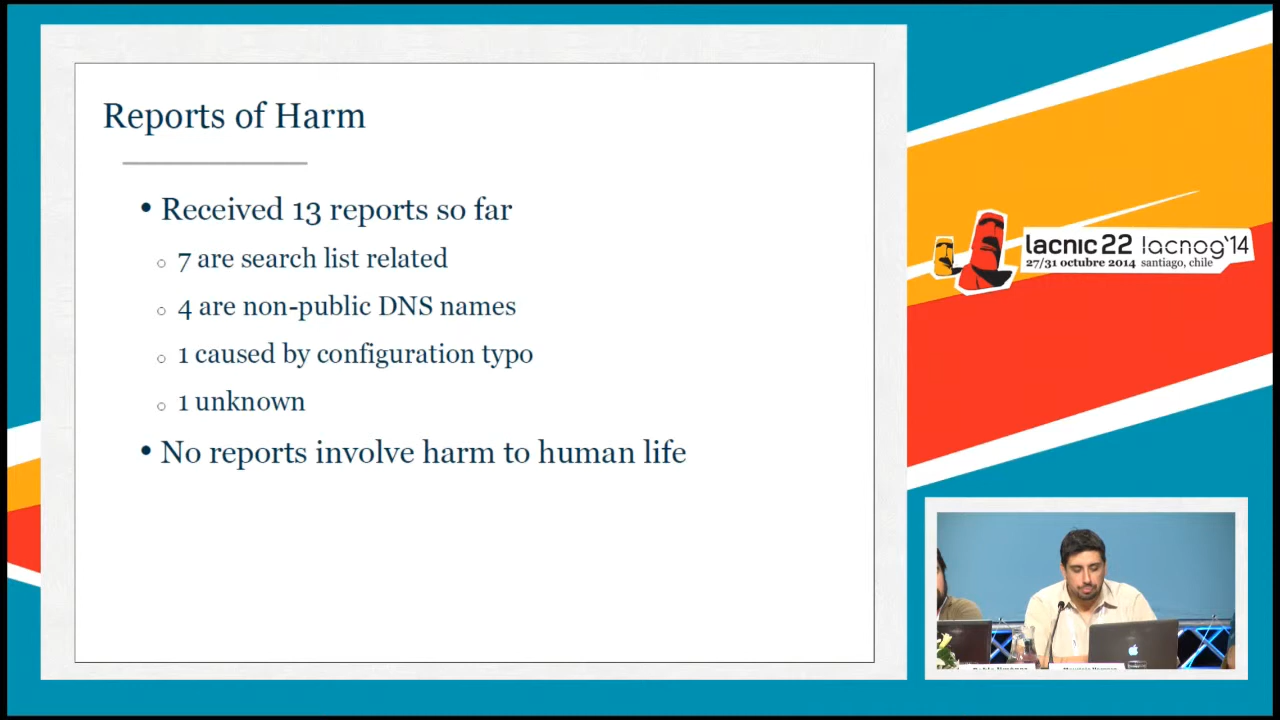 Reports of Harm
• Received 13 reports so far
○ 7 are search list related
○ 4 are non-public DNS names
○ 1 caused by configuration typo
○ 1 unknown
• No reports involve harm to human life
lacnic 22 lacnog'14
27/31 octubre 2014 santiago, chile